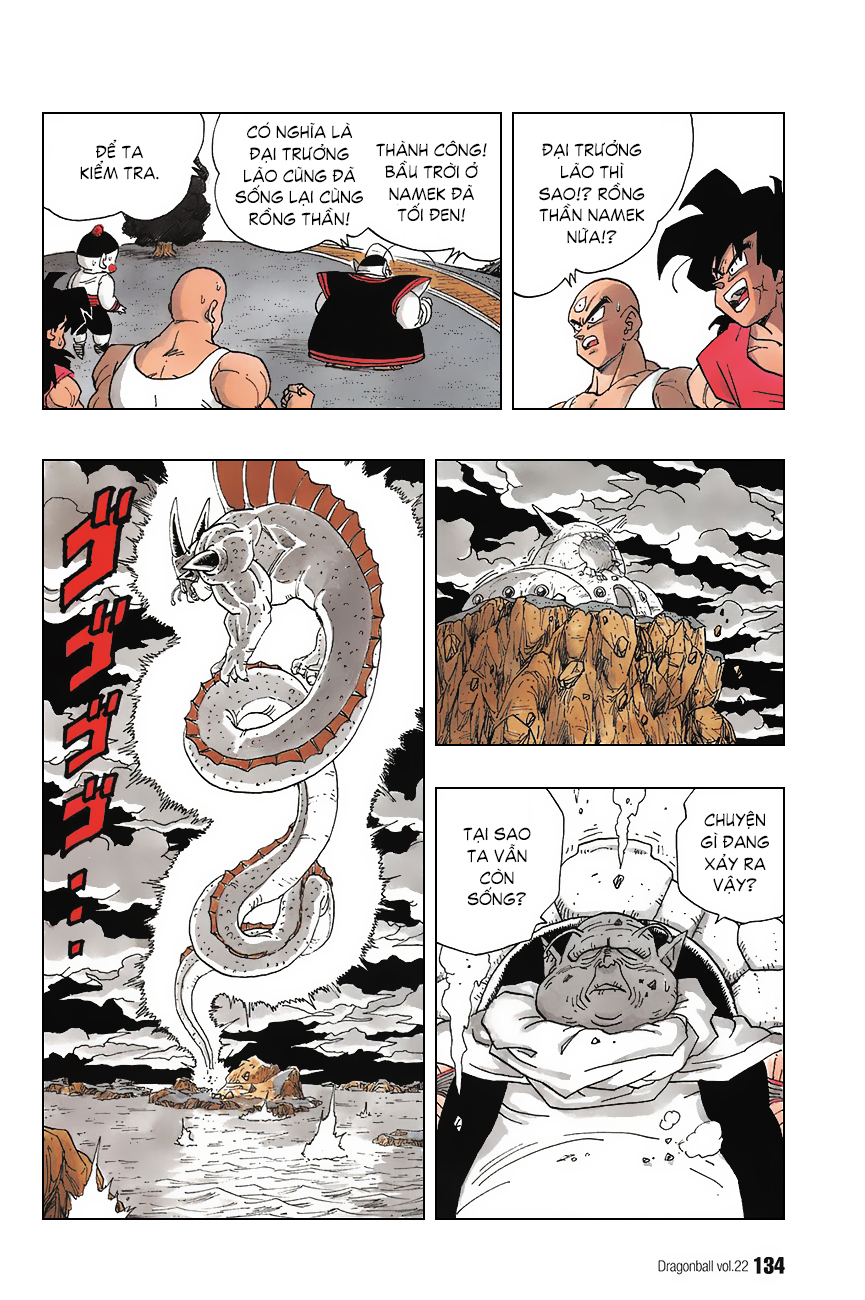 ĐẠI TRƯỞNG
LÃO THÌ
SAO!? RỒNG
THẦN NAMEK
NỮA!?
THÀNH CÔNG!
BẦU TRỜI Ở
NAMEK ĐÃ
TỐI ĐEN!
CÓ NGHĨA LÀ
ĐẠI TRƯỞNG
LÃO CŨNG ĐÃ
SỐNG LẠI CÙNG
RỒNG THẦN!
ĐỂ TA
KIỂM TRA.
CHUYỆN
GÌ ĐANG
XẢY RA
VẬY?
TẠI SAO
TA VẪN
CÒN
SỐNG?
ゴゴゴゴ...
Dragonball vol.22 134